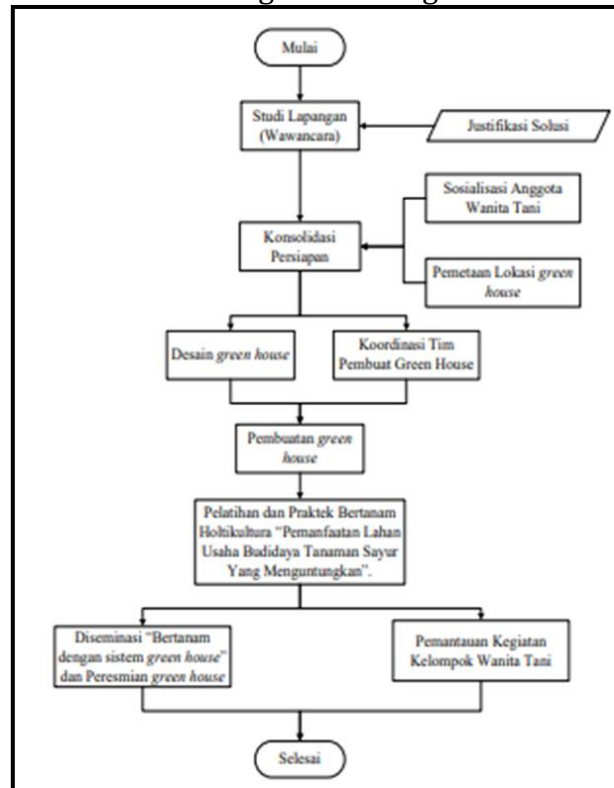 Mulai
Studi Lapangan
(Wawancara)
Justifikasi Solusi
Sosialisasi Anggota
Wanita Tani
Konsolidasi
Persiapan
Pemetaan Lokasi green
house
Desain green house
Koordinasi Tim
Pembuat Green House
Pembuatan green
house
Pelatihan dan Praktek Bertanam
Holtikultura “Pemanfaatan Lahan
Usaha Budidaya Tanaman Sayur
Yang Menguntungkan”.
Diseminasi “Bertanam
dengan sistem green house”
dan Peresmian green house
Pemantauan Kegiatan
Kelompok Wanita Tani
Selesai